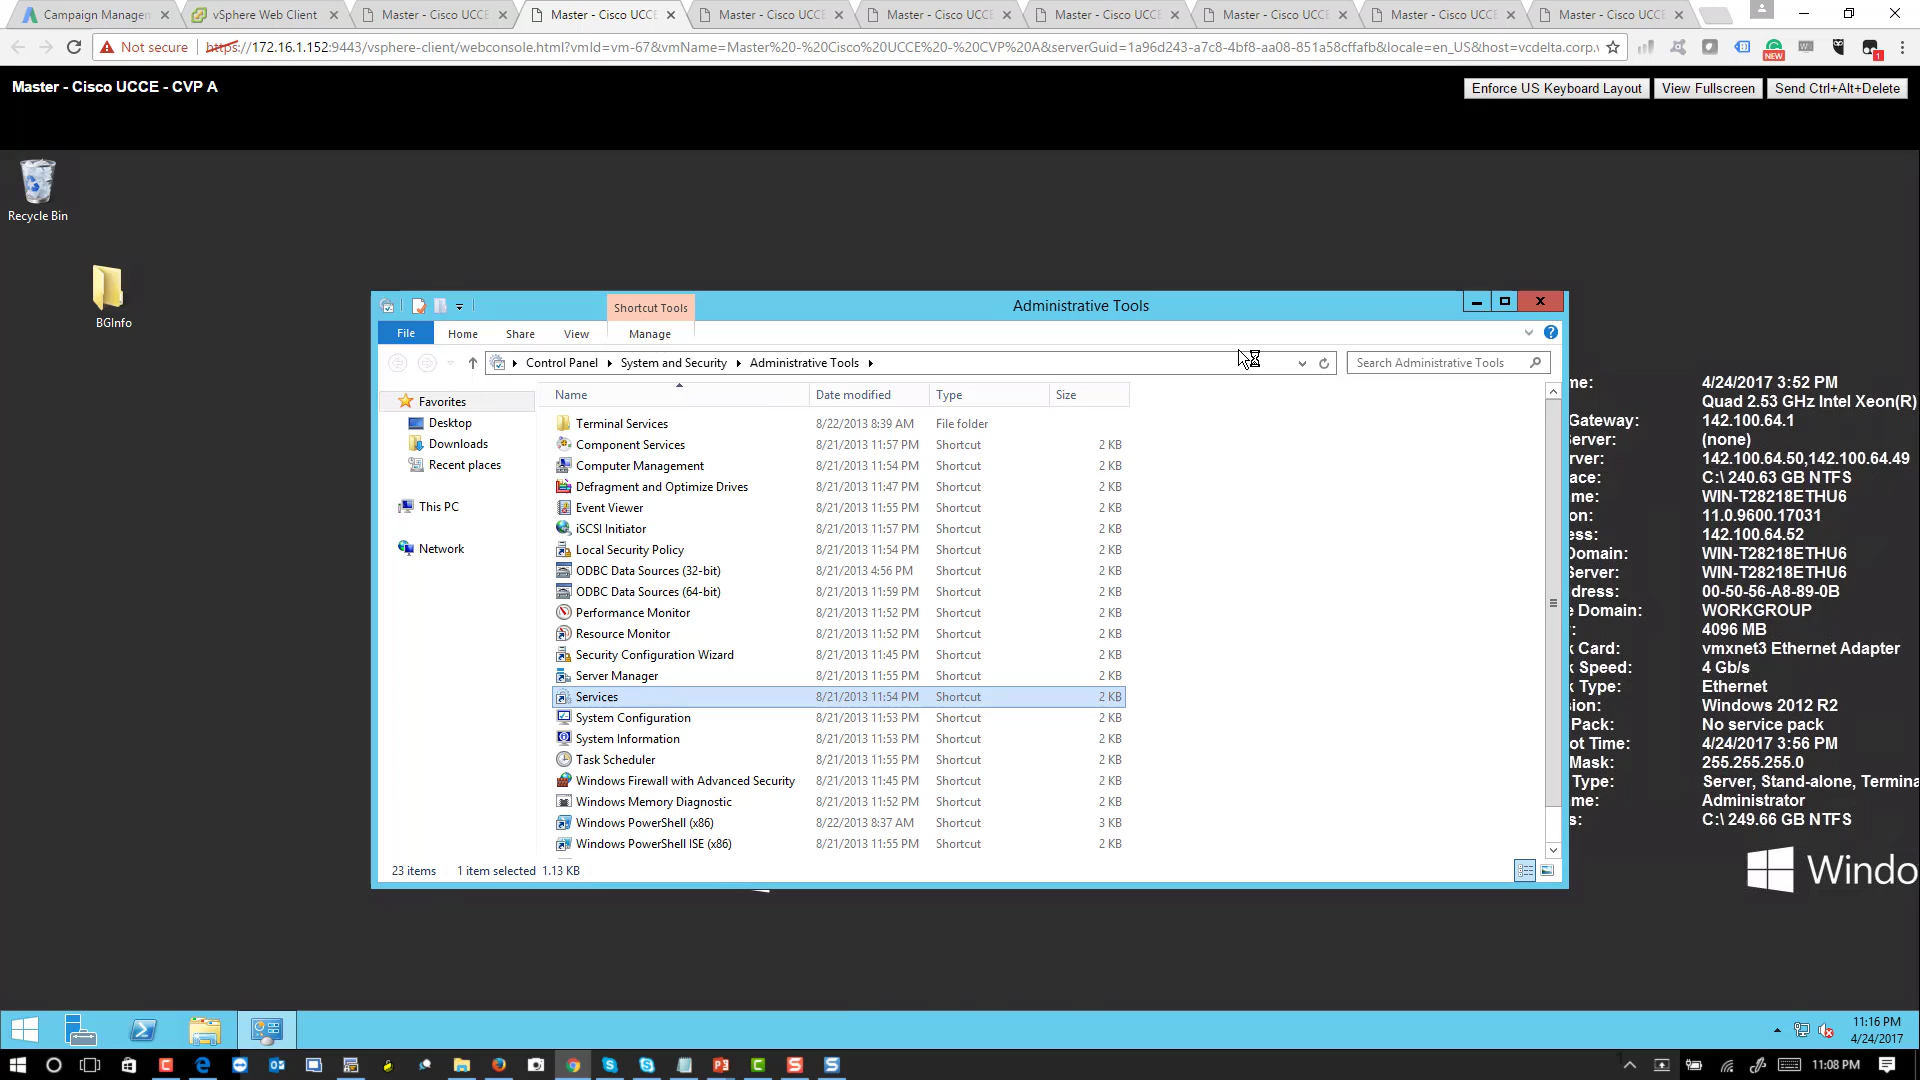 Campaign Manage
vSphere Web Client
Master - Cisco UCCE
Master - Cisco UCCE
Master - Cisco UCCE
Master - Cisco UCCE
Master - Cisco UCCE
Master - Cisco UCCE
Master - Cisco UCCE
Master - Cisco UCCE
Not secure
https://172.16.1.152:9443/vsphere-client/webconsole.html?vmId=vm-67&vmName=Master%20-%20Cisco%20UCCE%20-%20CVP%20A&serverGuid=1a96d243-a7c8-4bf8-aa08-851a58cffafb&locale=en_US&host=vcdelta.corp.v
NEW
1
Master - Cisco UCCE - CVP A
Enforce US Keyboard Layout
View Fullscreen
Send Ctrl+Alt+Delete
Recycle Bin
BGInfo
Shortcut Tools
Administrative Tools
File
Home
Share
View
Manage
Control Panel
System and Security
Administrative Tools
Search Administrative Tools
Favorites
Desktop
Downloads
Recent places
This PC
Network
Name Date modified Type Size
Terminal Services 8/22/2013 8:39 AM File folder
Component Services 8/21/2013 11:57 PM Shortcut 2 KB
Computer Management 8/21/2013 11:54 PM Shortcut 2 KB
Defragment and Optimize Drives 8/21/2013 11:47 PM Shortcut 2 KB
Event Viewer 8/21/2013 11:55 PM Shortcut 2 KB
iSCSI Initiator 8/21/2013 11:57 PM Shortcut 2 KB
Local Security Policy 8/21/2013 11:54 PM Shortcut 2 KB
ODBC Data Sources (32-bit) 8/21/2013 4:56 PM Shortcut 2 KB
ODBC Data Sources (64-bit) 8/21/2013 11:59 PM Shortcut 2 KB
Performance Monitor 8/21/2013 11:52 PM Shortcut 2 KB
Resource Monitor 8/21/2013 11:52 PM Shortcut 2 KB
Security Configuration Wizard 8/21/2013 11:45 PM Shortcut 2 KB
Server Manager 8/21/2013 11:55 PM Shortcut 2 KB
Services 8/21/2013 11:54 PM Shortcut 2 KB
System Configuration 8/21/2013 11:53 PM Shortcut 2 KB
System Information 8/21/2013 11:53 PM Shortcut 2 KB
Task Scheduler 8/21/2013 11:55 PM Shortcut 2 KB
Windows Firewall with Advanced Security 8/21/2013 11:45 PM Shortcut 2 KB
Windows Memory Diagnostic 8/21/2013 11:52 PM Shortcut 2 KB
Windows PowerShell (x86) 8/22/2013 8:37 AM Shortcut 3 KB
Windows PowerShell ISE (x86) 8/21/2013 11:55 PM Shortcut 2 KB
23 items 1 item selected 1.13 KB
me: 4/24/2017 3:52 PM
Quad 2.53 GHz Intel Xeon(R)
Gateway: 142.100.64.1
erver: (none)
rver: 142.100.64.50,142.100.64.49
ace: C:\ 240.63 GB NTFS
me: WIN-T28218ETHU6
on: 11.0.9600.17031
ess: 142.100.64.52
Domain: WIN-T28218ETHU6
Server: WIN-T28218ETHU6
dress: 00-50-56-A8-89-0B
e Domain: WORKGROUP
: 4096 MB
k Card: vmxnet3 Ethernet Adapter
k Speed: 4 Gb/s
k Type: Ethernet
sion: Windows 2012 R2
Pack: No service pack
ot Time: 4/24/2017 3:56 PM
Mask: 255.255.255.0
Type: Server, Stand-alone, Termina
me: Administrator
s: C:\ 249.66 GB NTFS
Windo
11:16 PM
4/24/2017
11:08 PM